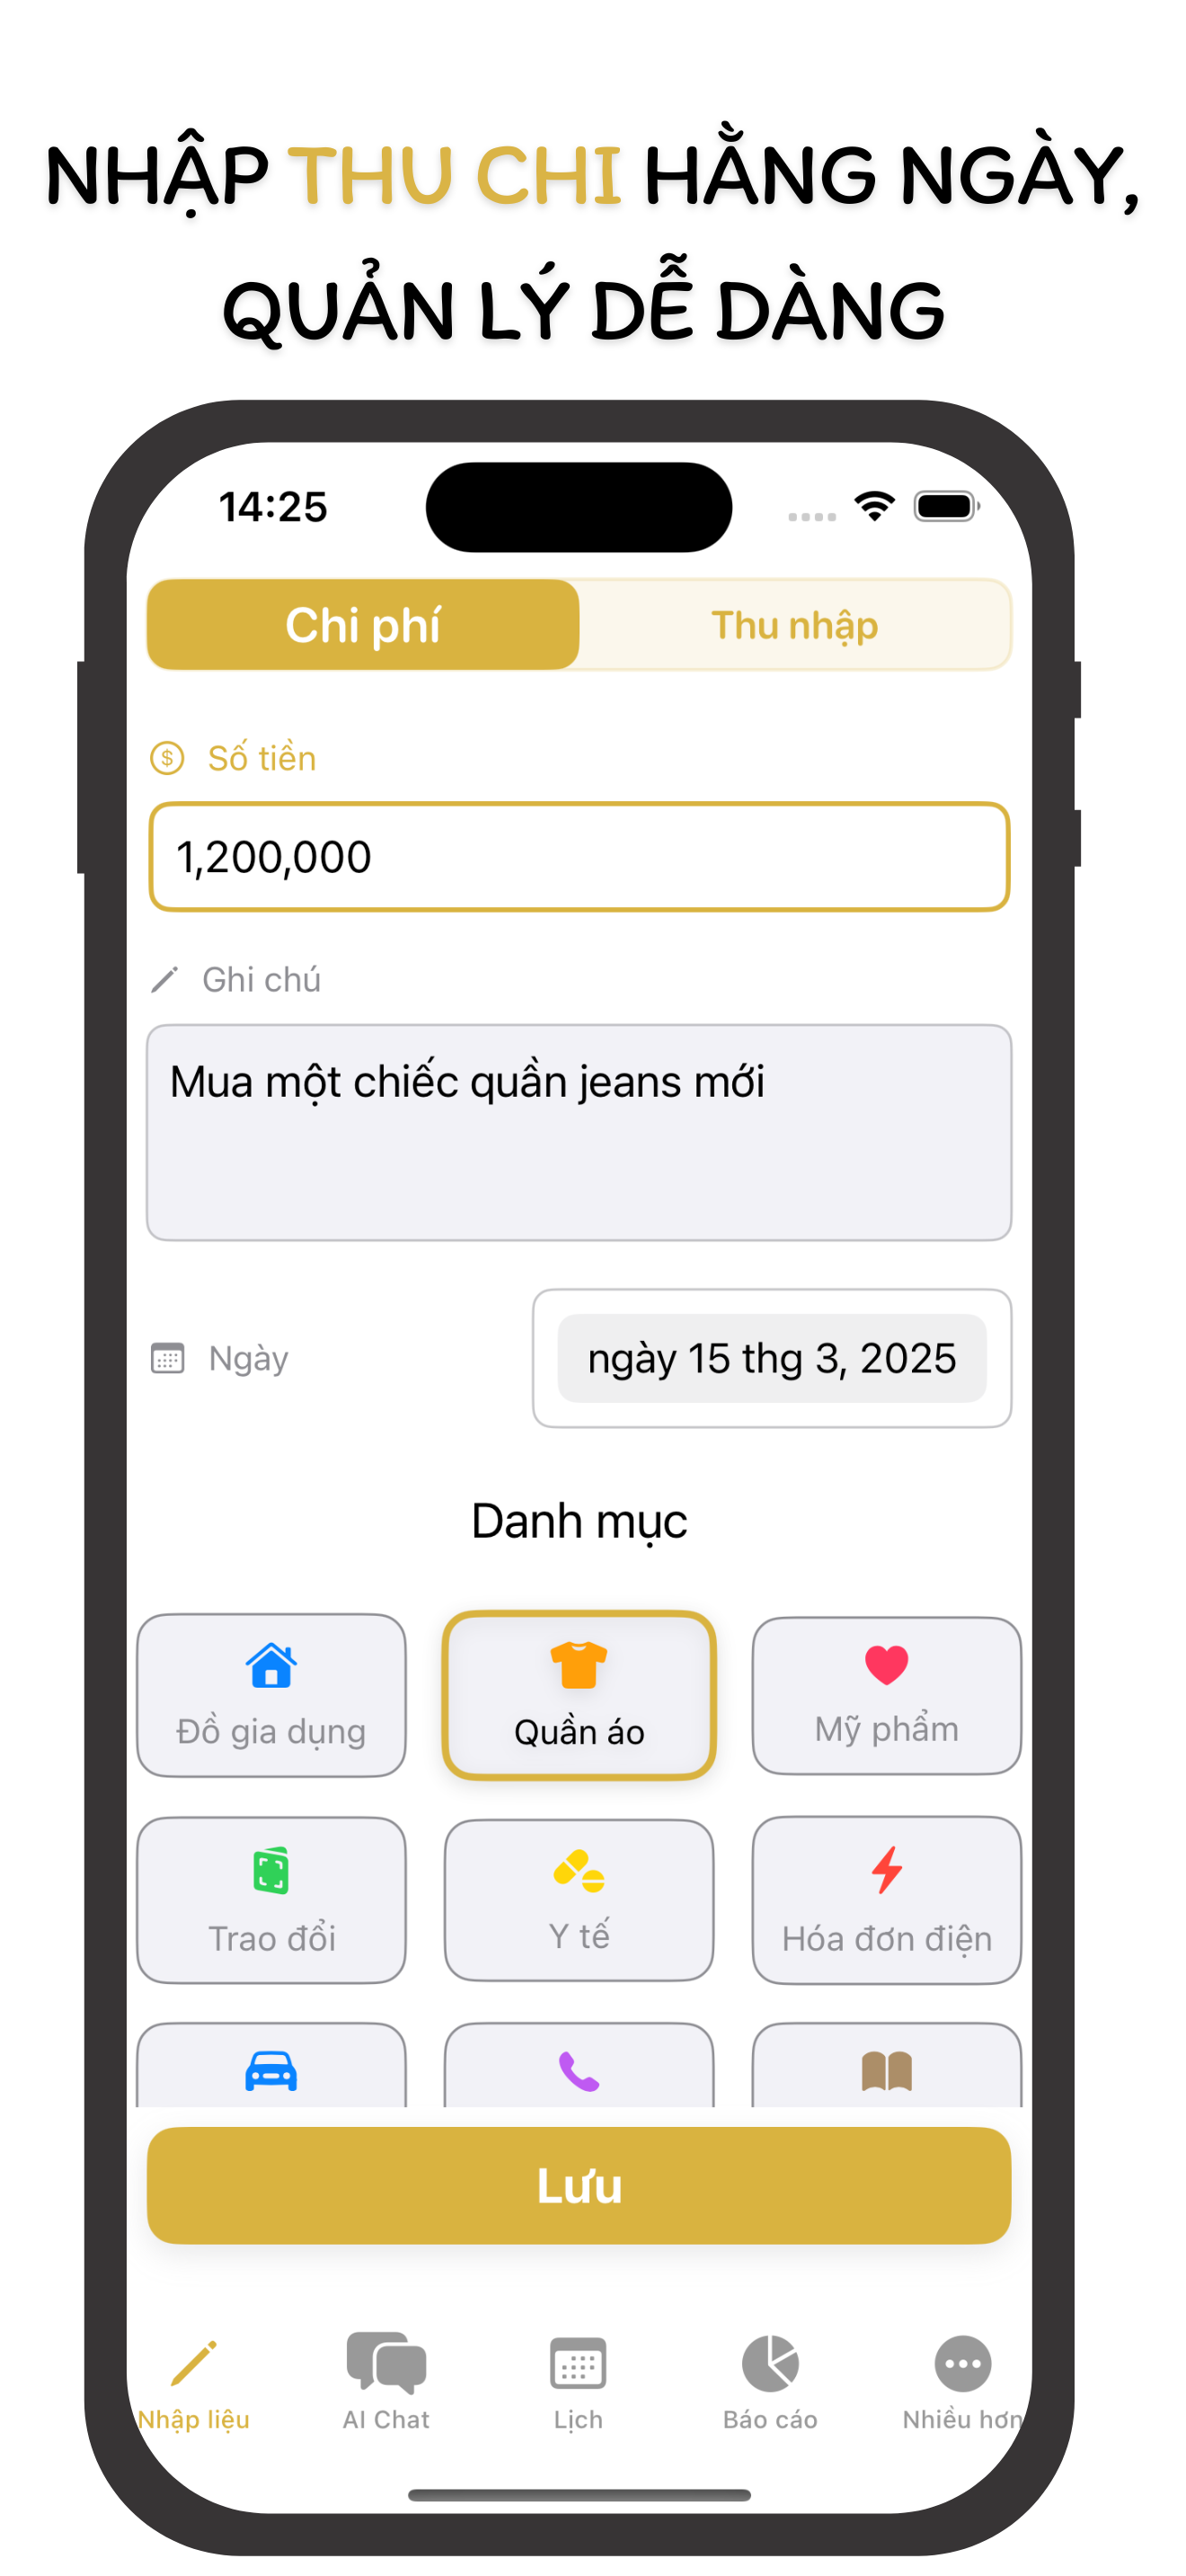 NHẬP THU CHI HẰNG NGÀY,
QUẢN LÝ DỄ DÀNG
14:25
Chi phí
Thu nhập
$ Số tiền
1,200,000
Ghi chú
Mua một chiếc quần jeans mới
Ngày
ngày 15 thg 3, 2025
Danh mục
Đồ gia dụng
Quần áo
Mỹ phẩm
Trao đổi
Y tế
Hóa đơn điện
Lưu
Nhập liệu
AI Chat
Lịch
Báo cáo
Nhiều hơn